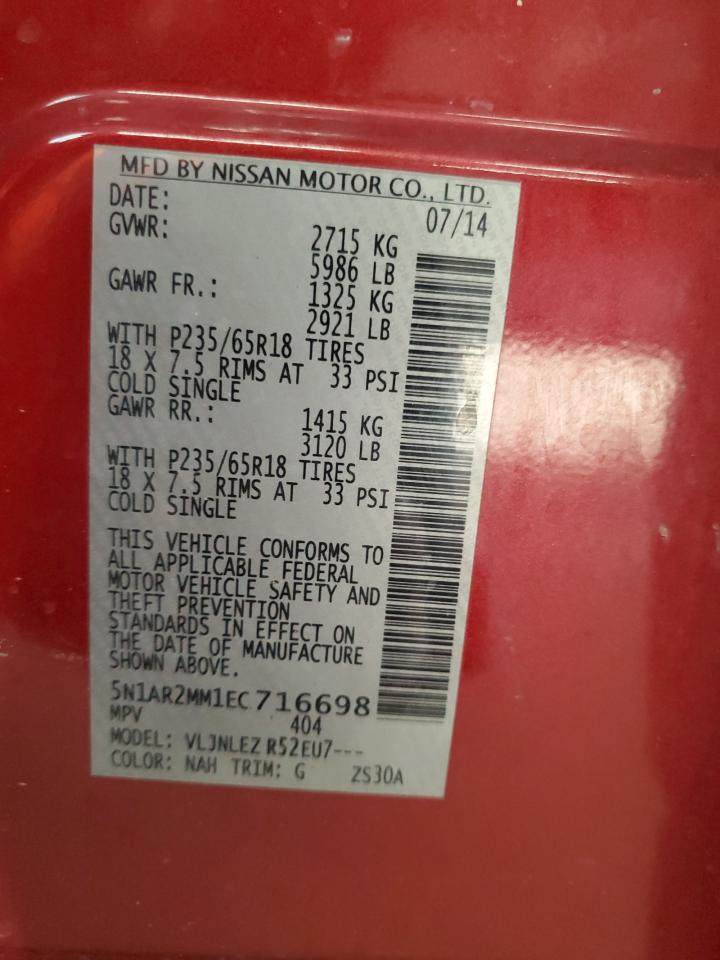 MFD BY NISSAN MOTOR CO., LTD.
DATE: 07/14
GVWR: 2715 KG
5986 LB
GAWR FR.: 1325 KG
2921 LB
WITH P235/65R18 TIRES
18 X 7.5 RIMS AT 33 PSI
COLD SINGLE
GAWR RR.: 1415 KG
3120 LB
WITH P235/65R18 TIRES
18 X 7.5 RIMS AT 33 PSI
COLD SINGLE
THIS VEHICLE CONFORMS TO
ALL APPLICABLE FEDERAL
MOTOR VEHICLE SAFETY AND
THEFT PREVENTION
STANDARDS IN EFFECT ON
THE DATE OF MANUFACTURE
SHOWN ABOVE.
5N1AR2MM1EC716698
MPV 404
MODEL: VLJNLEZ R52EU7---
COLOR: NAH TRIM: G ZS30A